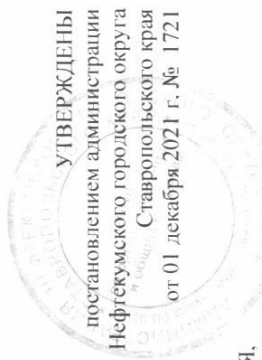 УТВЕРЖДЕНЫ
постановлением администрации
Нефтекумского городского округа
Ставропольского края
от 01 декабря 2021 г. № 1721
я,